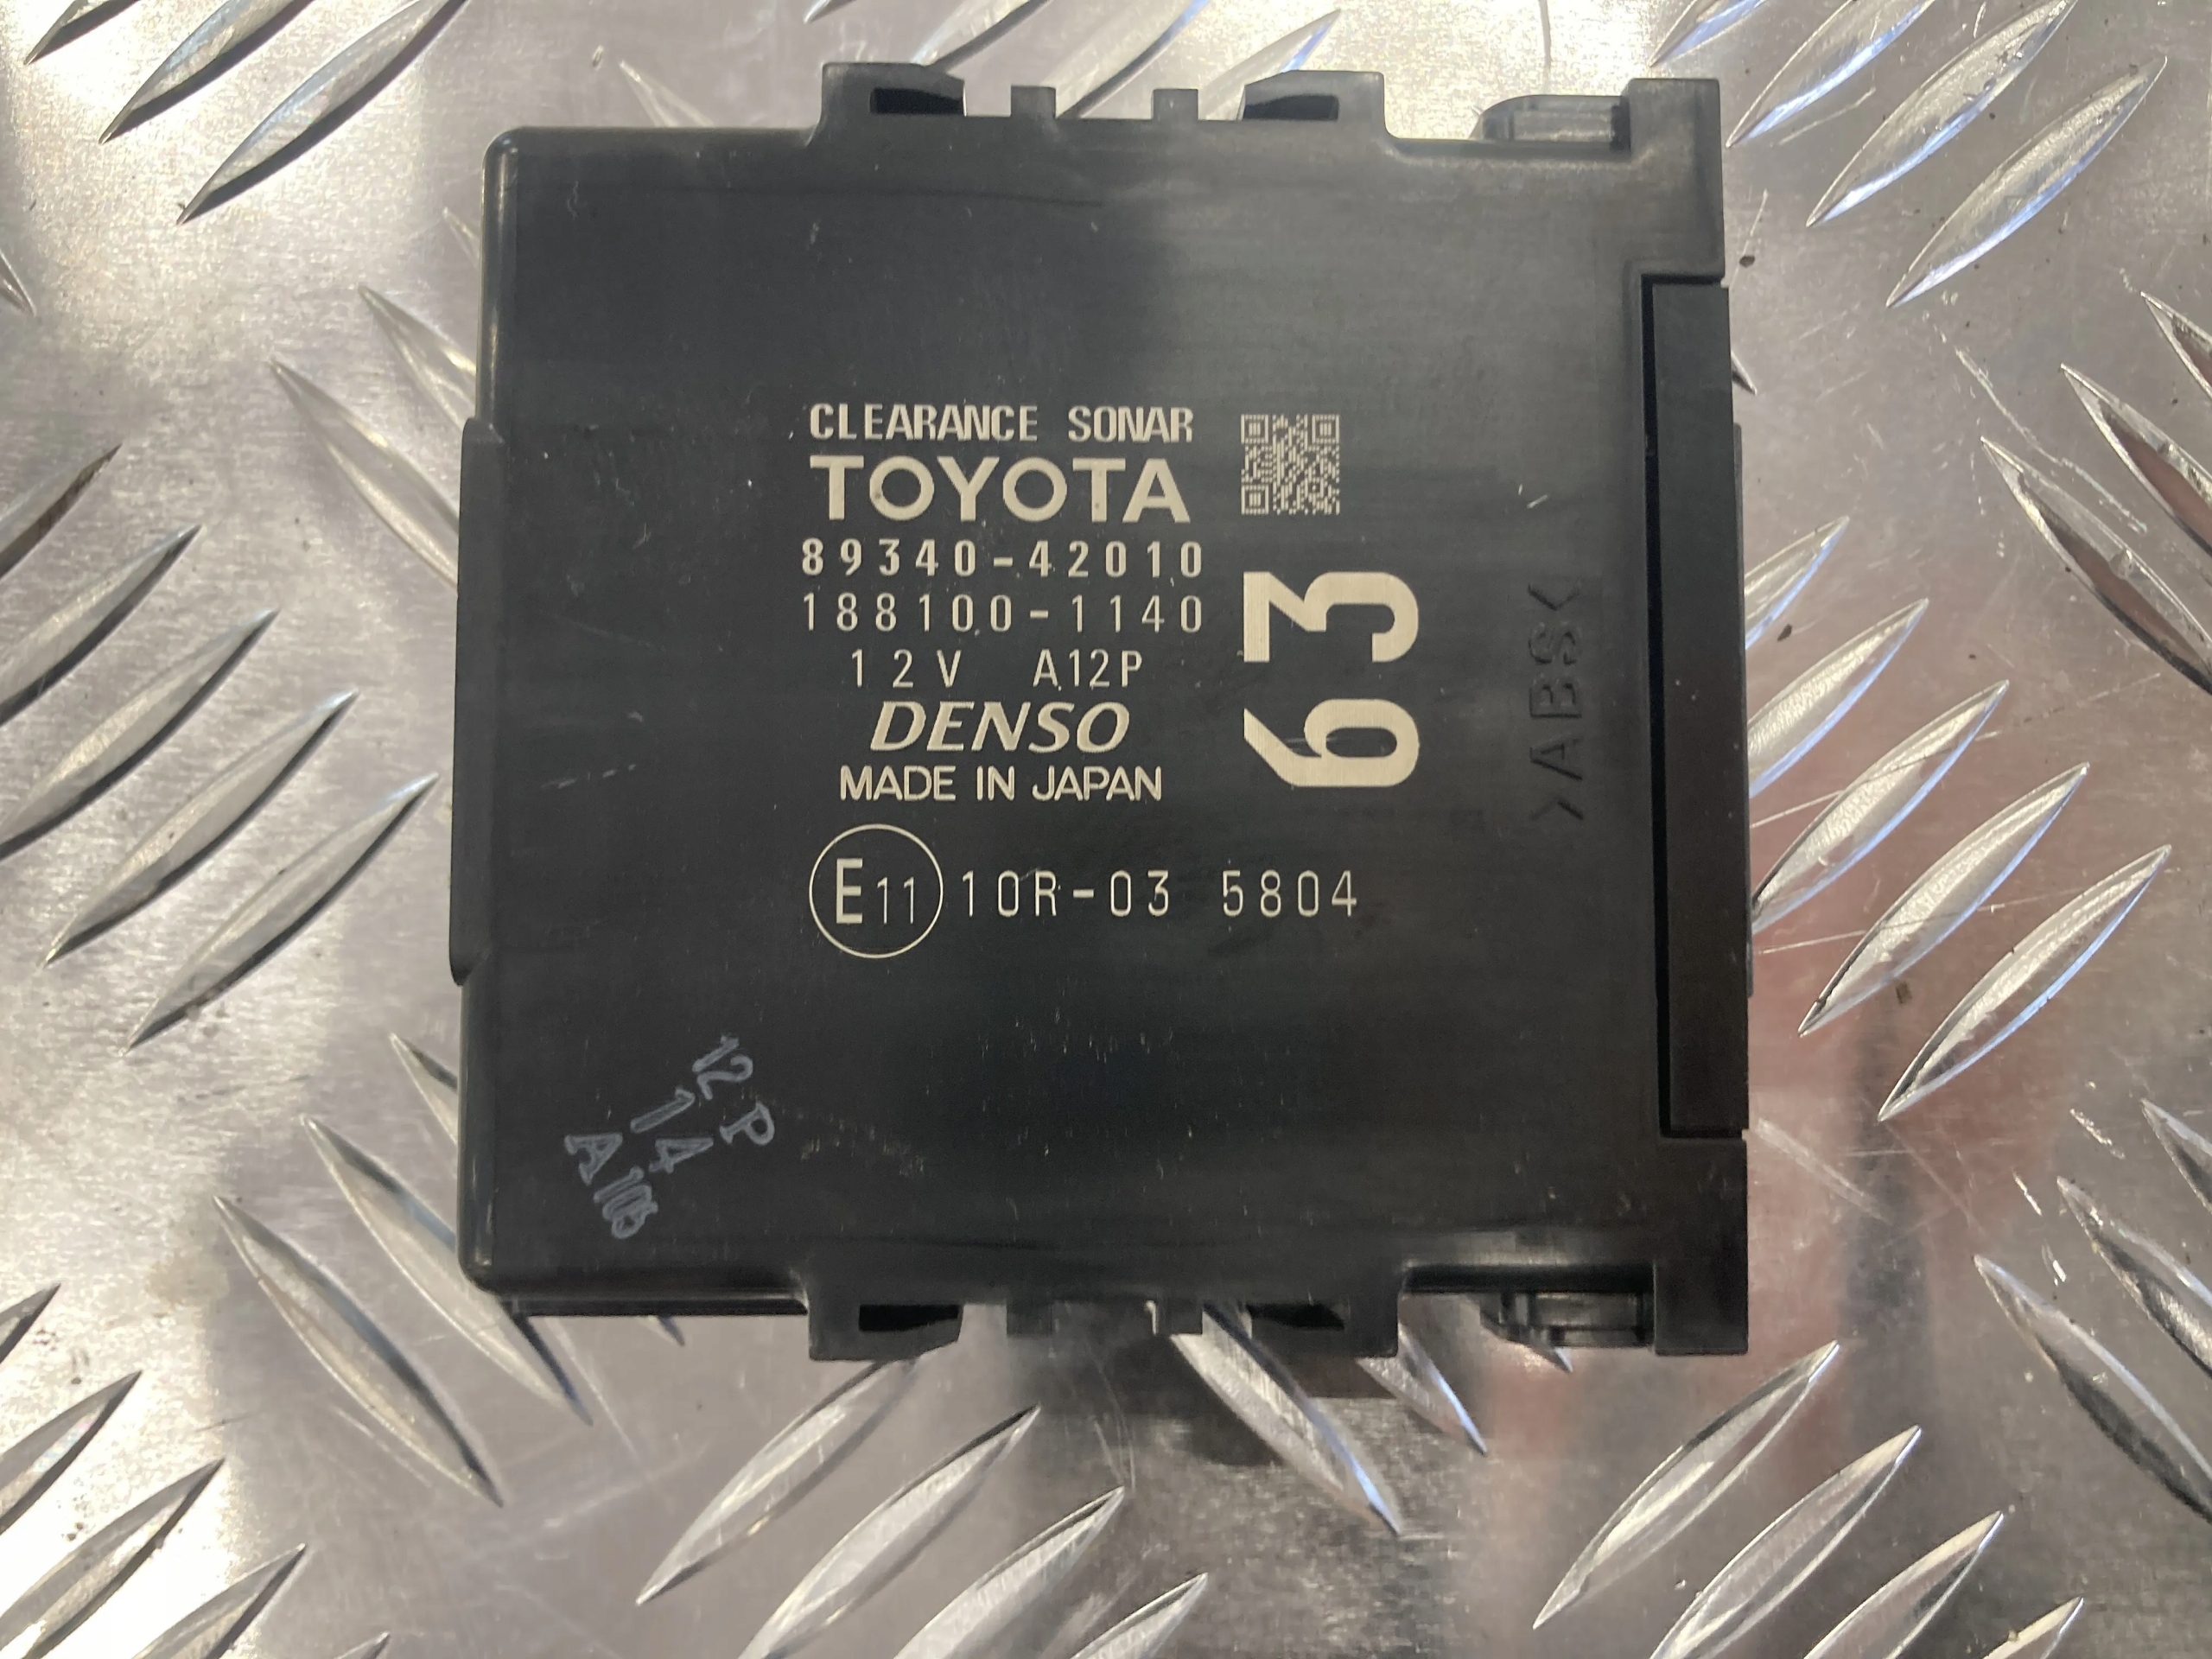 CLEARANCE SONAR
TOYOTA
89340-42010
188100-1140
12V A12P
DENSO
MADE IN JAPAN
E11 10R-03 5804
63
>ABS<
12P
14
A10